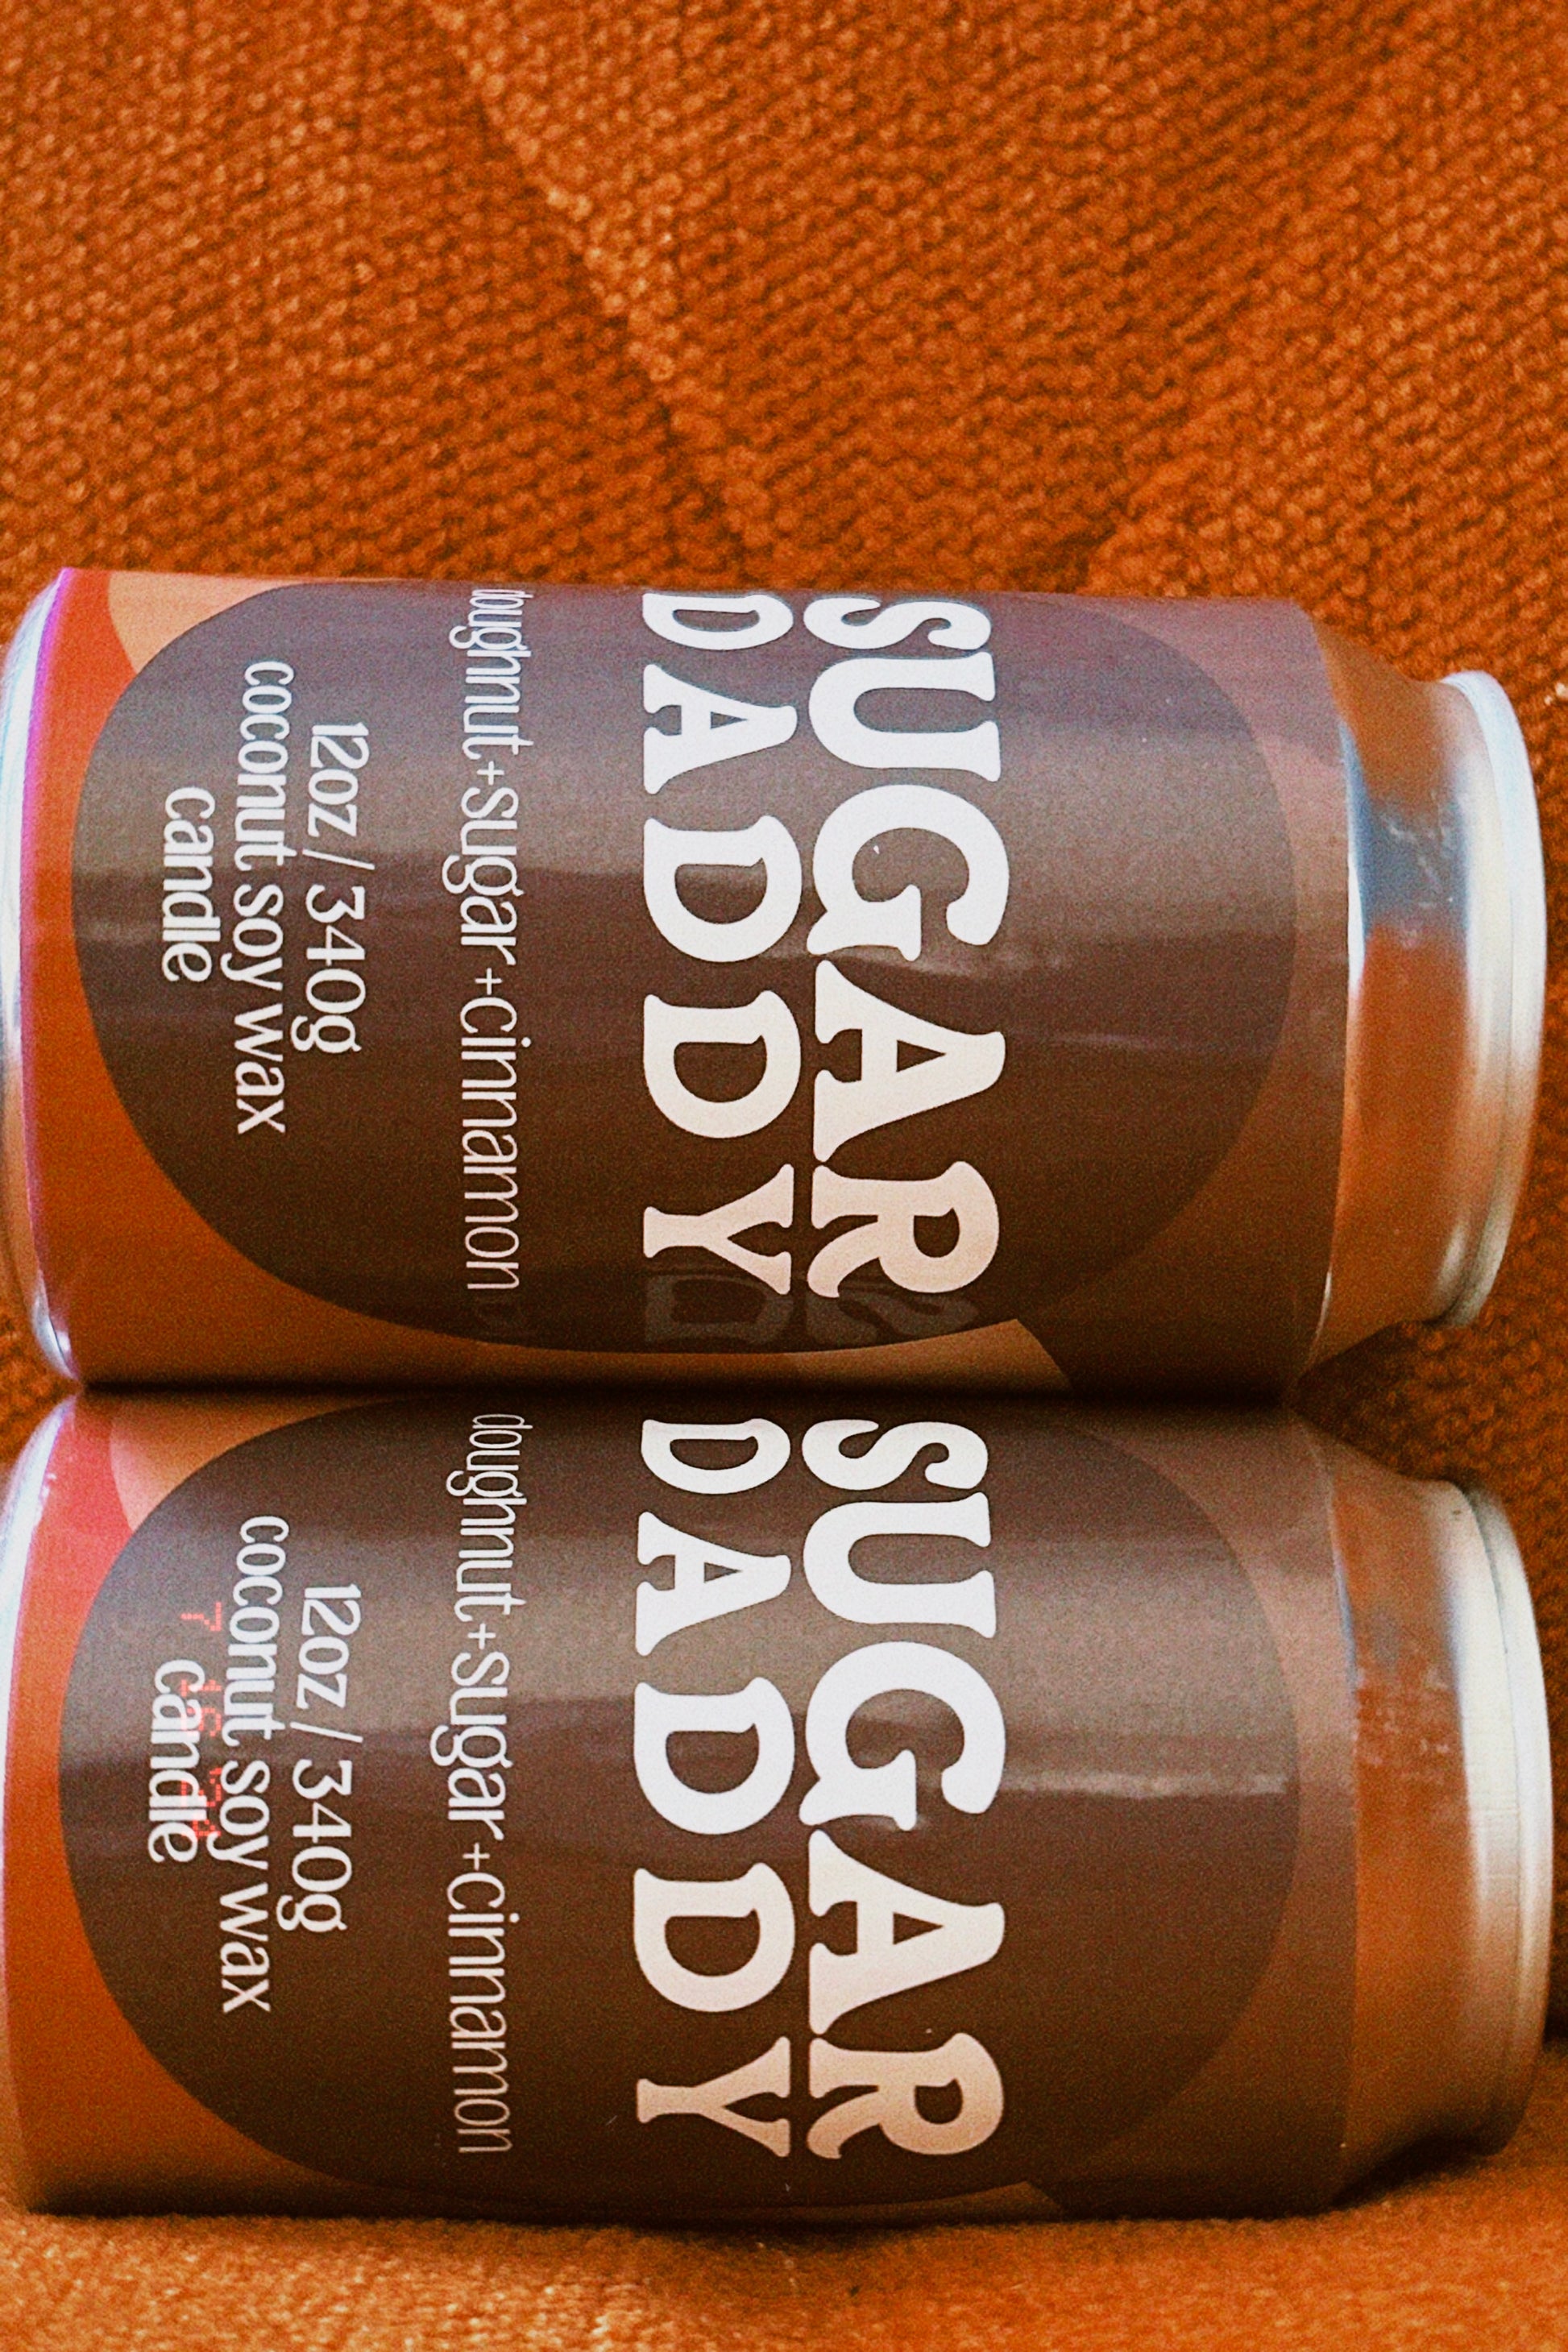 SUGAR
DADDY
doughnut+sugar+cinnamon
12oz / 340g
coconut soy wax
candle
SUGAR
DADDY
doughnut+sugar+cinnamon
12oz / 340g
coconut soy wax
candle